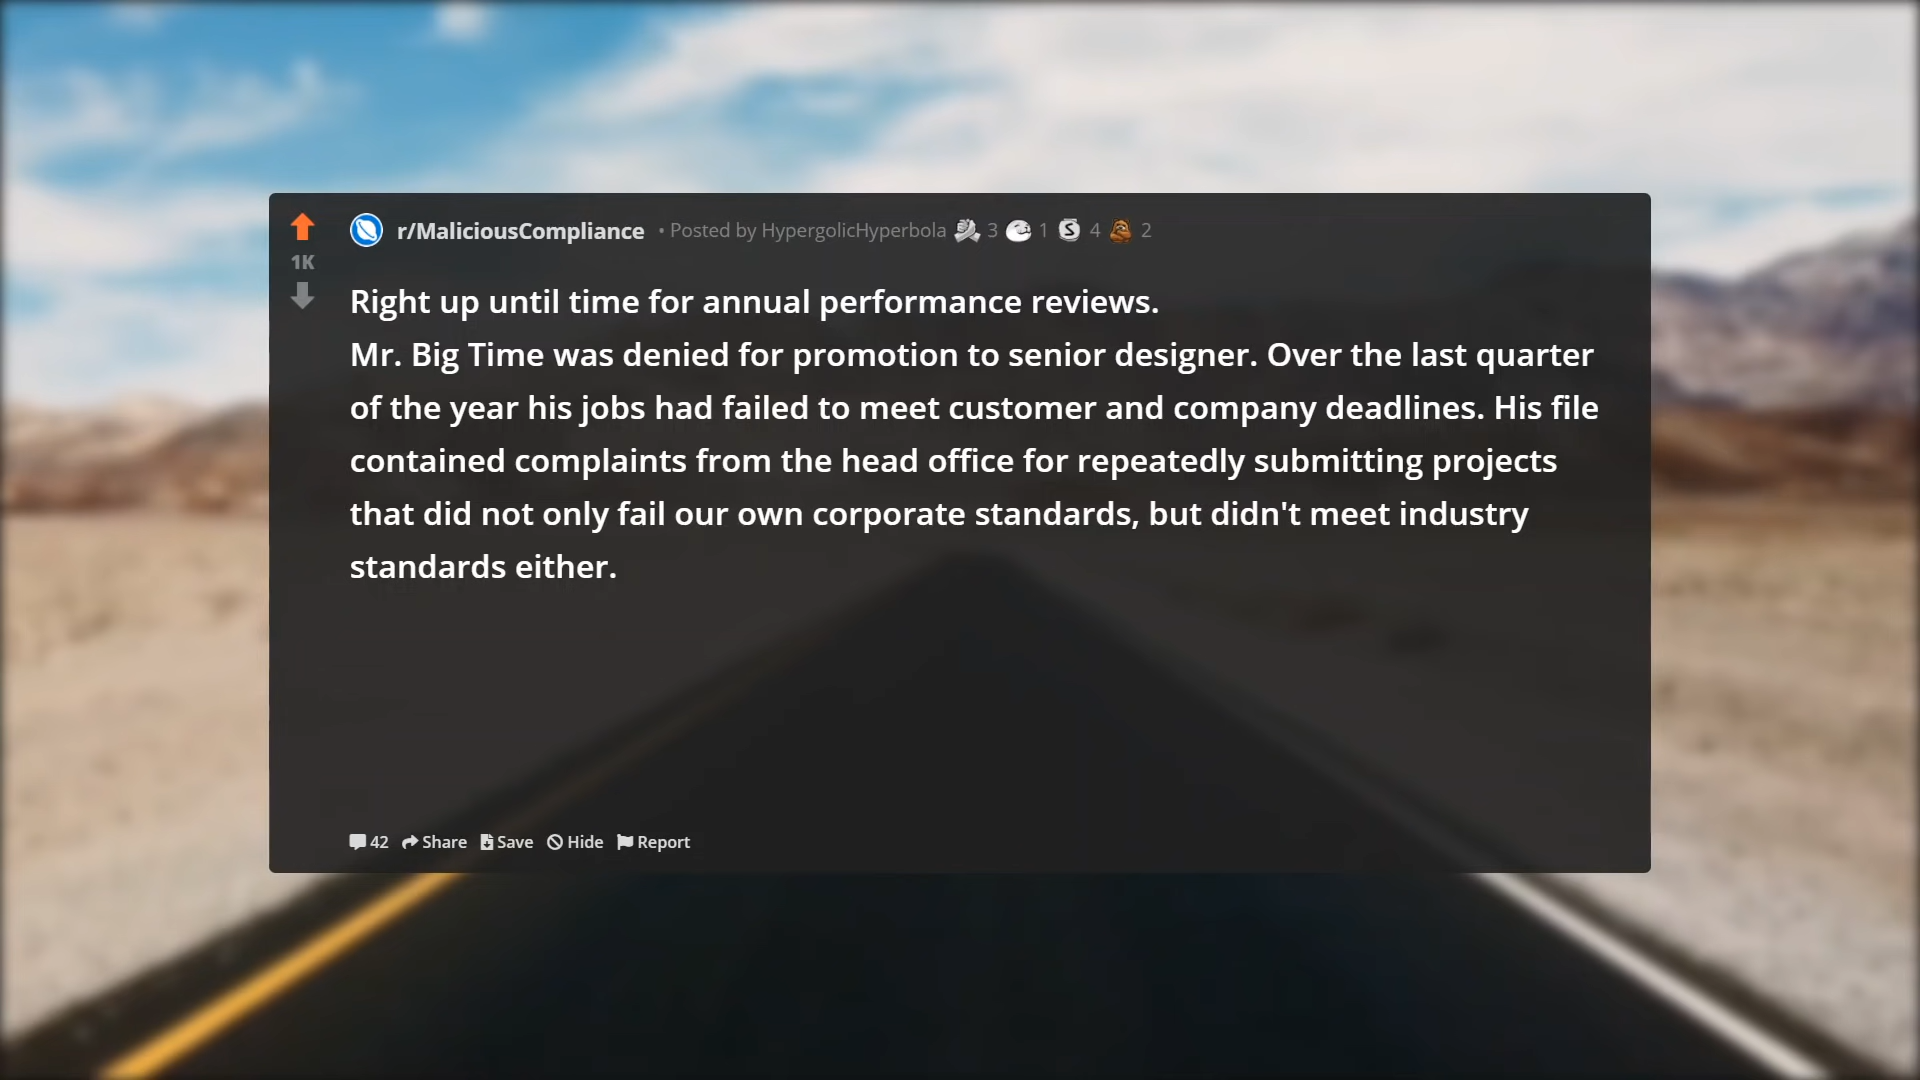 r/MaliciousCompliance • Posted by HypergolicHyperbola 3 1 S 4 2
1K
Right up until time for annual performance reviews.
Mr. Big Time was denied for promotion to senior designer. Over the last quarter
of the year his jobs had failed to meet customer and company deadlines. His file
contained complaints from the head office for repeatedly submitting projects
that did not only fail our own corporate standards, but didn't meet industry
standards either.
42 Share Save Hide Report